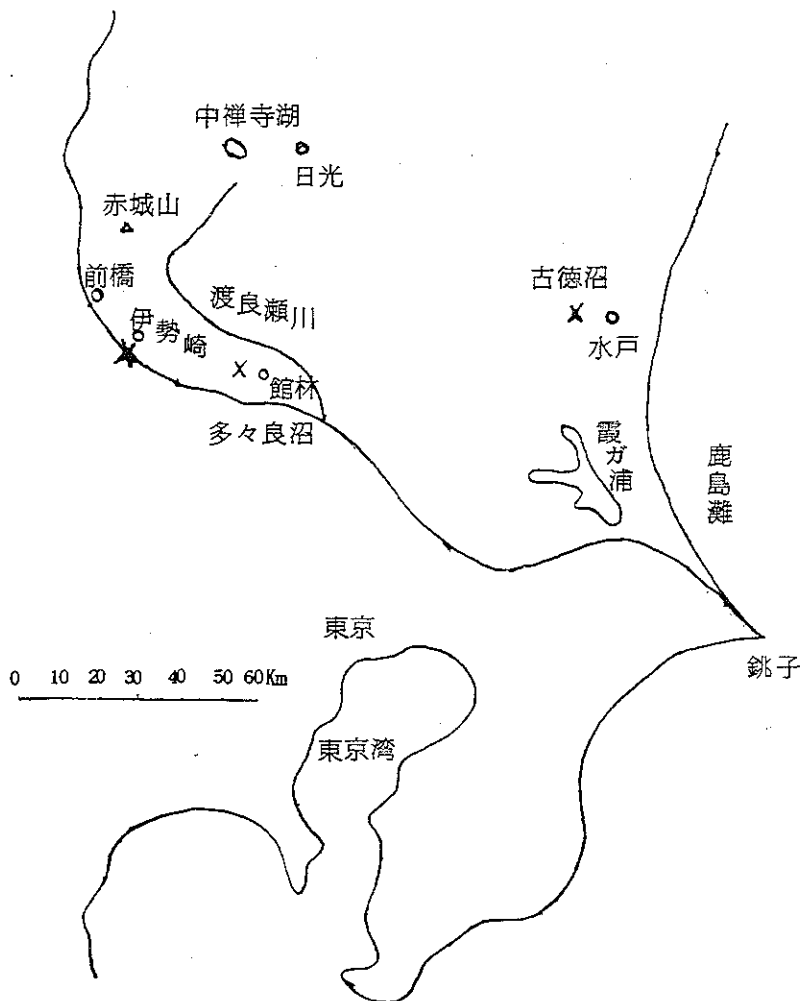 中禅寺湖
日光
赤城山
前橋
伊勢崎
渡良瀬川
古徳沼
水戸
館林
多々良沼
霞ガ浦
鹿島灘
東京
銚子
0 10 20 30 40 50 60Km
東京湾